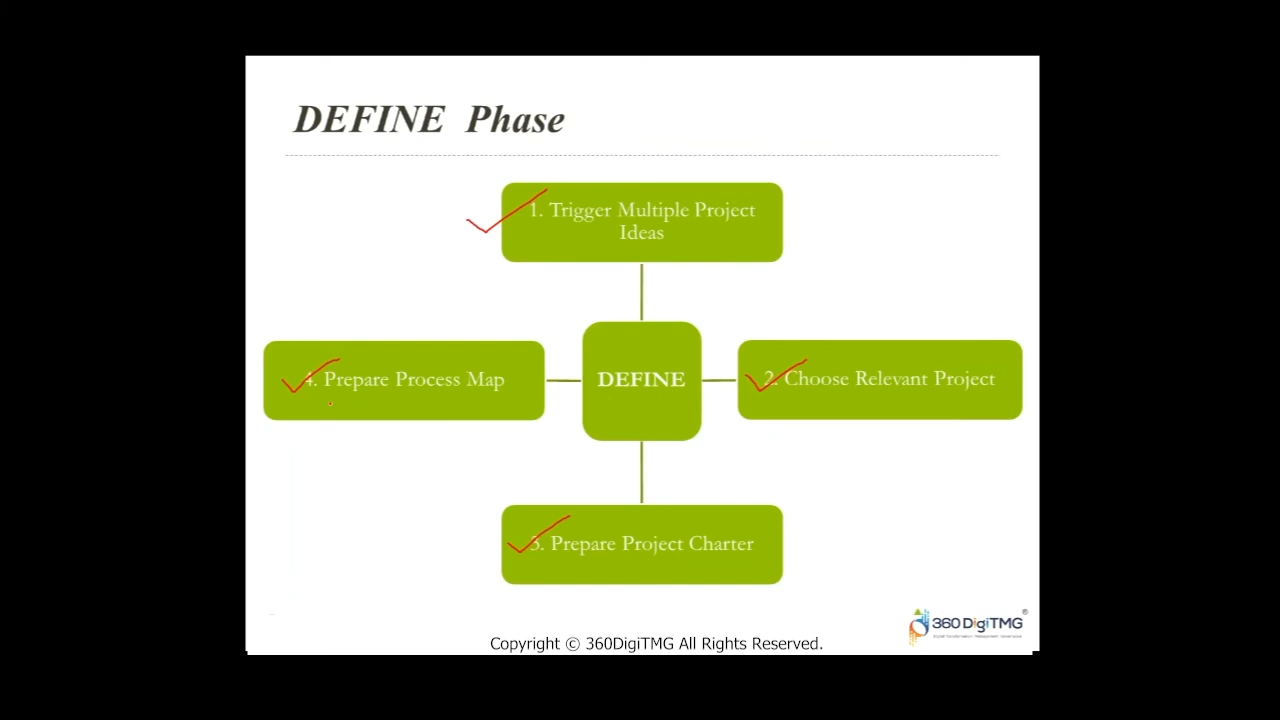 DEFINE Phase
1. Trigger Multiple Project
Ideas
4. Prepare Process Map
DEFINE
2. Choose Relevant Project
3. Prepare Project Charter
360DigiTMG
Copyright © 360DigiTMG All Rights Reserved.